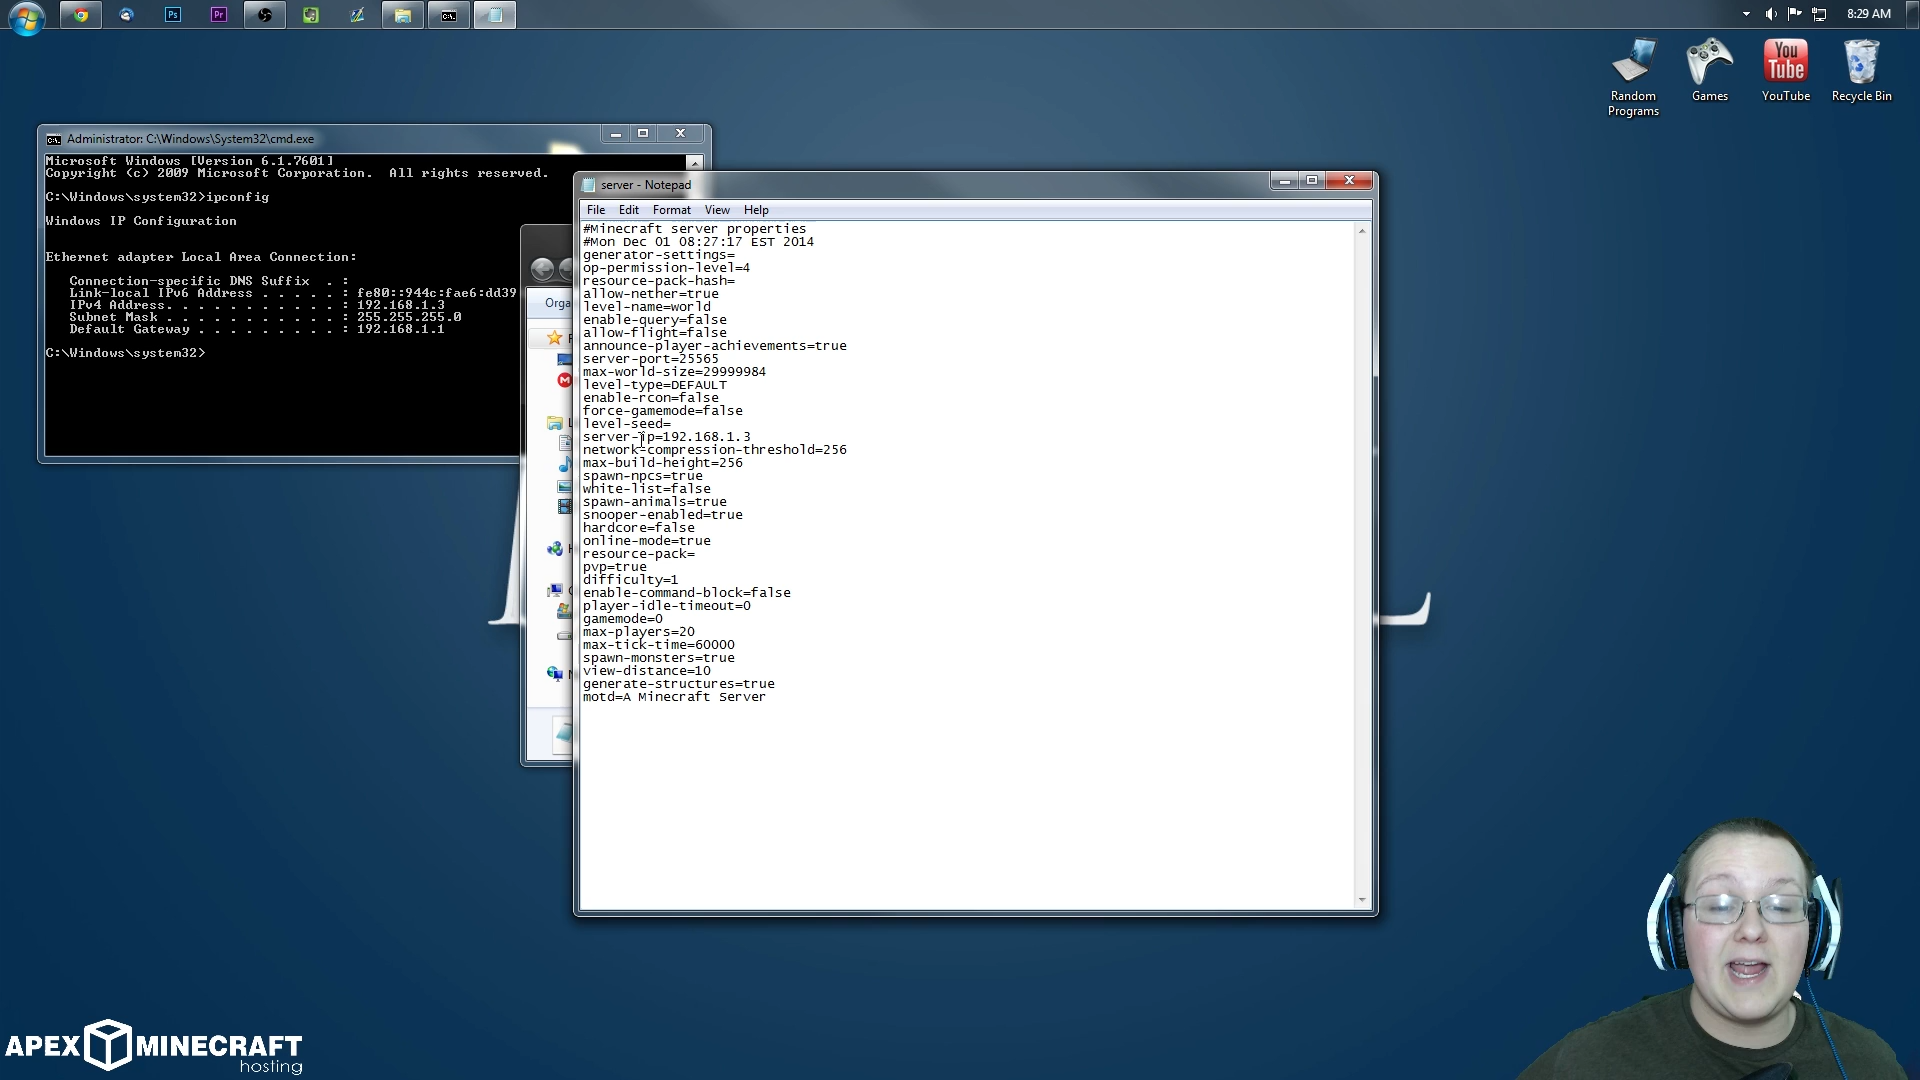 8:29 AM
Random
Programs
Games
You
Tube
YouTube
Recycle Bin
Ps
Pr
Administrator: C:\Windows\System32\cmd.exe
Microsoft Windows [Version 6.1.7601]
Copyright (c) 2009 Microsoft Corporation.  All rights reserved.
C:\Windows\system32>ipconfig
Windows IP Configuration
Ethernet adapter Local Area Connection:
Connection-specific DNS Suffix  . :
Link-local IPv6 Address . . . . . : fe80::944c:fae6:dd39
IPv4 Address. . . . . . . . . . . : 192.168.1.3
Subnet Mask . . . . . . . . . . . : 255.255.255.0
Default Gateway . . . . . . . . . : 192.168.1.1
C:\Windows\system32>
Orga
server - Notepad
File Edit Format View Help
#Minecraft server properties
#Mon Dec 01 08:27:17 EST 2014
generator-settings=
op-permission-level=4
resource-pack-hash=
allow-nether=true
level-name=world
enable-query=false
allow-flight=false
announce-player-achievements=true
server-port=25565
max-world-size=29999984
level-type=DEFAULT
enable-rcon=false
force-gamemode=false
level-seed=
server-ip=192.168.1.3
network-compression-threshold=256
max-build-height=256
spawn-npcs=true
white-list=false
spawn-animals=true
snooper-enabled=true
hardcore=false
online-mode=true
resource-pack=
pvp=true
difficulty=1
enable-command-block=false
player-idle-timeout=0
gamemode=0
max-players=20
max-tick-time=60000
spawn-monsters=true
view-distance=10
generate-structures=true
motd=A Minecraft Server
APEX MINECRAFT
hosting